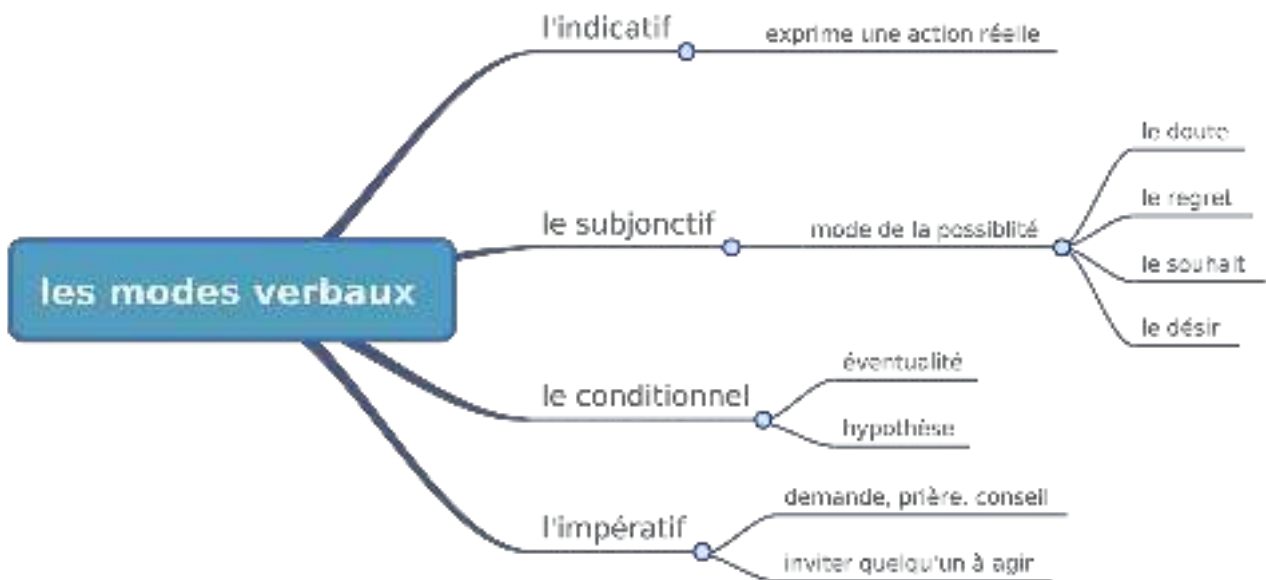 les modes verbaux
l'indicatif
exprime une action réelle
le subjonctif
mode de la possiblité
le doute
le regret
le souhait
le désir
le conditionnel
éventualité
hypothèse
l'impératif
demande, prière. conseil
inviter quelqu'un à agir